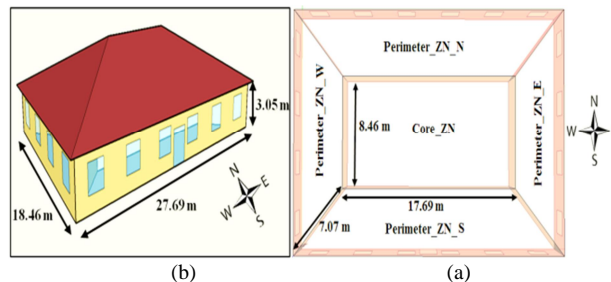 3.05 m
18.46 m
27.69 m
N
E
W
S
(b)
Perimeter_ZN_N
Perimeter_ZN_W
Perimeter_ZN_E
8.46 m
Core_ZN
17.69 m
7.07 m
Perimeter_ZN_S
N
W
S
(a)